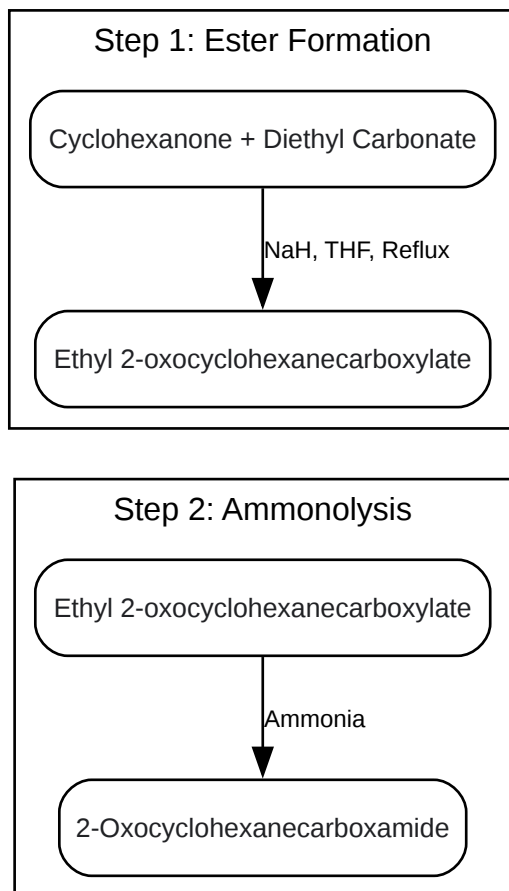 Step 1: Ester Formation
Cyclohexanone + Diethyl Carbonate
NaH, THF, Reflux
Ethyl 2-oxocyclohexanecarboxylate
Step 2: Ammonolysis
Ethyl 2-oxocyclohexanecarboxylate
Ammonia
2-Oxocyclohexanecarboxamide